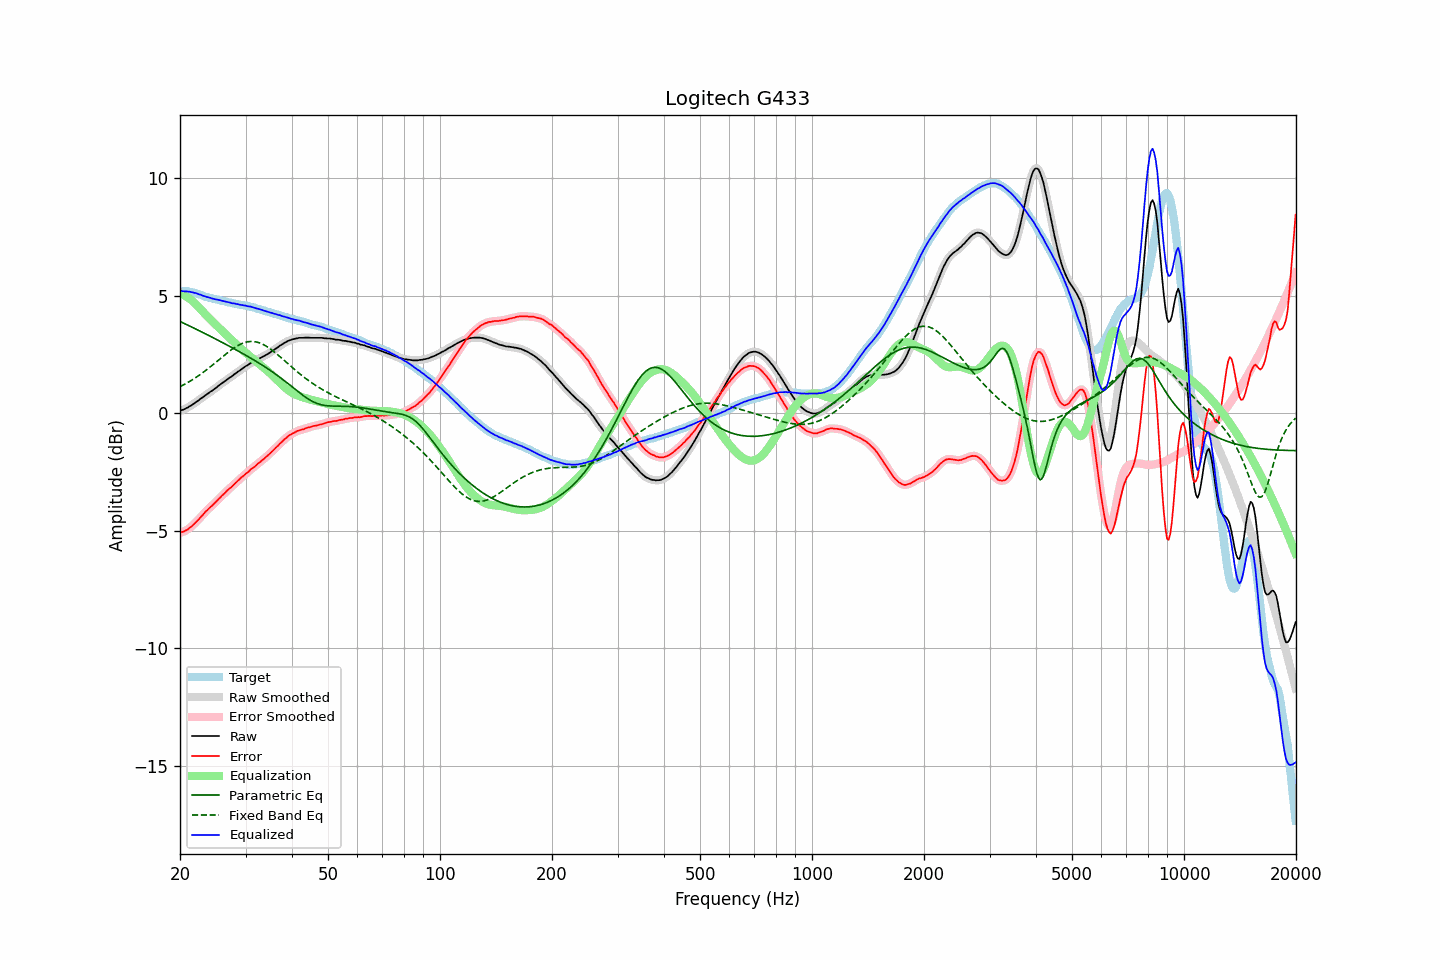 Logitech G433
Amplitude (dBr)
10
5
0
−5
−10
−15
Target
Raw Smoothed
Error Smoothed
Raw
Error
Equalization
Parametric Eq
Fixed Band Eq
Equalized
20
50
100
200
500
1000
2000
5000
10000
20000
Frequency (Hz)